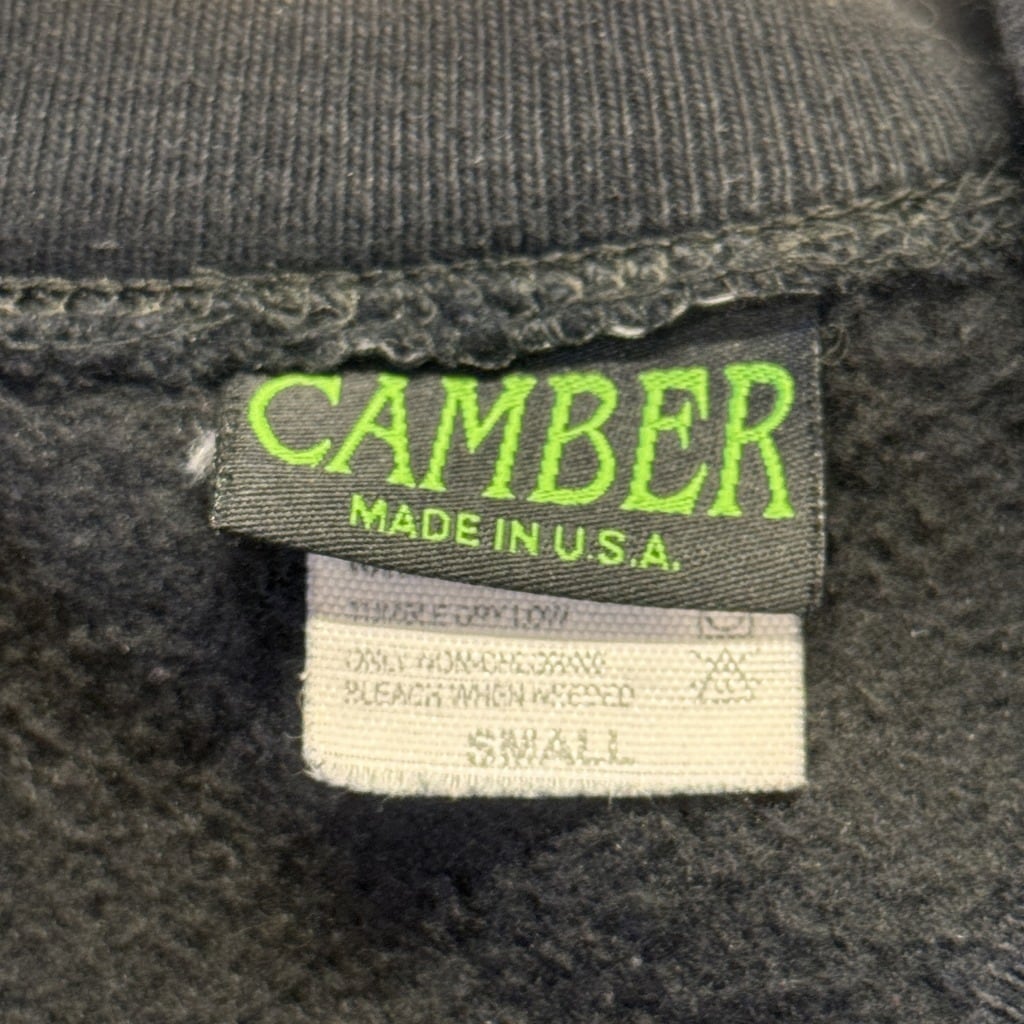 CAMBER
MADE IN U.S.A.
TUMBLE DRY LOW
ONLY NON-CHLORINE
BLEACH WHEN NEEDED
SMALL